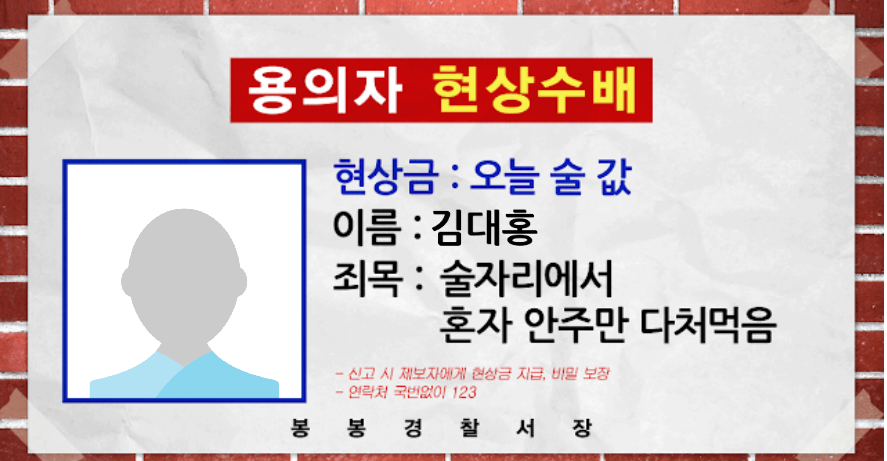 용의자 현상수배
현상금 : 오늘 술 값
이름 : 김대홍
죄목 : 술자리에서
혼자 안주만 다처먹음
- 신고 시 제보자에게 현상금 지급, 비밀 보장
- 연락처 국번없이 123
봉 봉 경 찰 서 장